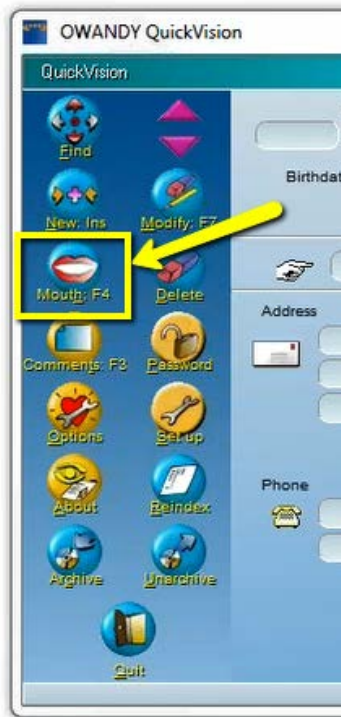 OWANDY QuickVision
QuickVision
Find
New: Ins
Modify: F7
Mouth: F4
Delete
Comments: F3
Password
Options
Set up
About
Reindex
Archive
Unarchive
Quit
Birthdat
Address
Phone